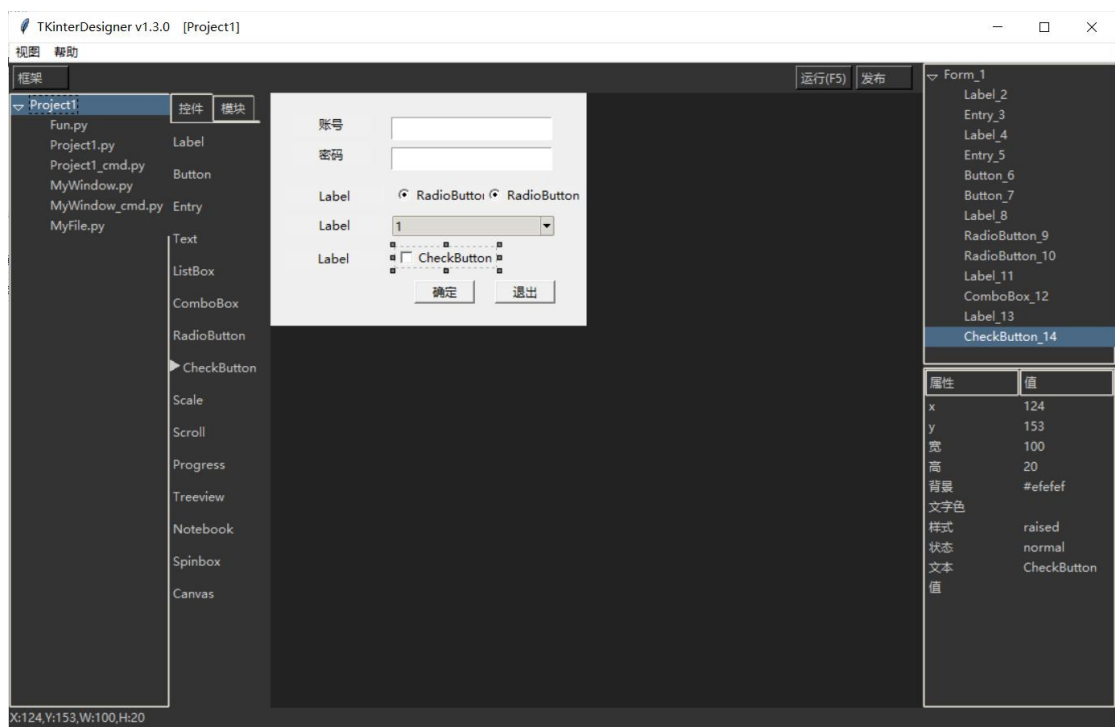 TKinterDesigner v1.3.0 [Project1]
视图 帮助
框架
运行(F5) 发布
Project1
Fun.py
Project1.py
Project1_cmd.py
MyWindow.py
MyWindow_cmd.py
MyFile.py
控件 模块
Label
Button
Entry
Text
ListBox
ComboBox
RadioButton
CheckButton
Scale
Scroll
Progress
Treeview
Notebook
Spinbox
Canvas
账号
密码
Label RadioButto RadioButton
Label 1
Label CheckButton
确定 退出
Form_1
Label_2
Entry_3
Label_4
Entry_5
Button_6
Button_7
Label_8
RadioButton_9
RadioButton_10
Label_11
ComboBox_12
Label_13
CheckButton_14
属性 值
x 124
y 153
宽 100
高 20
背景 #efefef
文字色
样式 raised
状态 normal
文本 CheckButton
值
X:124,Y:153,W:100,H:20